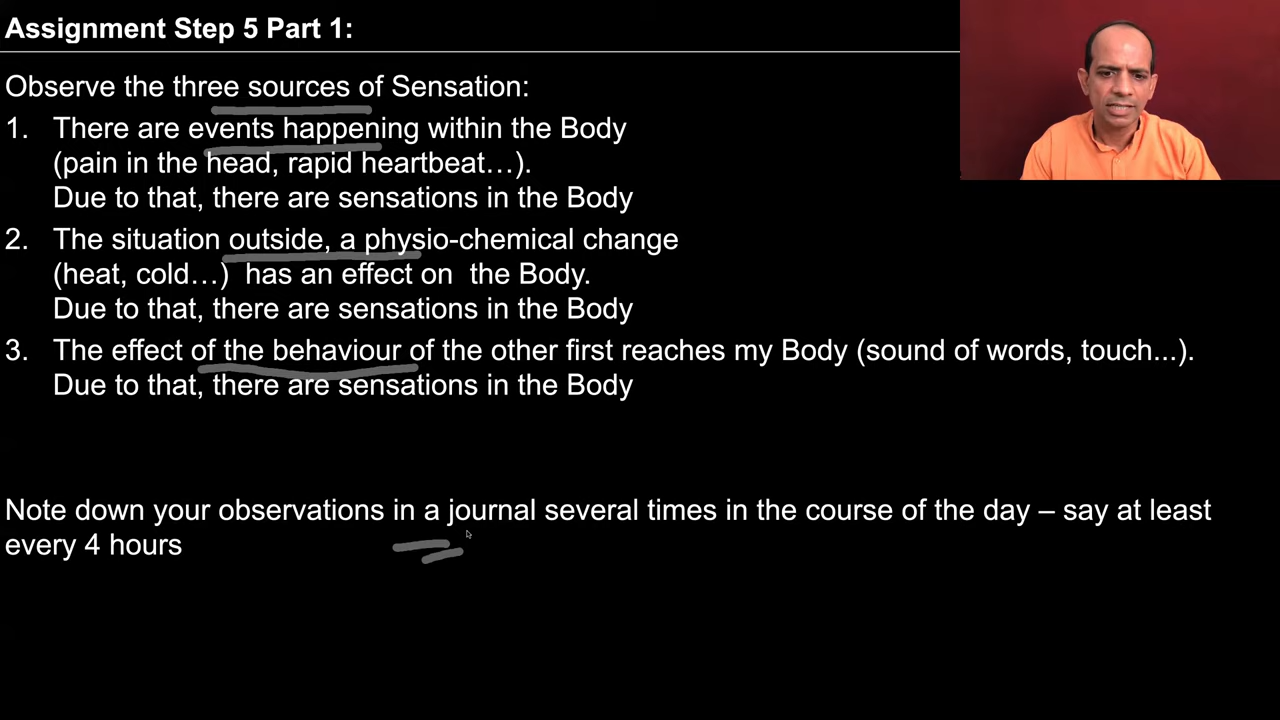 Assignment Step 5 Part 1:
Observe the three sources of Sensation:
1. There are events happening within the Body
(pain in the head, rapid heartbeat…).
Due to that, there are sensations in the Body
2. The situation outside, a physio-chemical change
(heat, cold…) has an effect on the Body.
Due to that, there are sensations in the Body
3. The effect of the behaviour of the other first reaches my Body (sound of words, touch...).
Due to that, there are sensations in the Body
Note down your observations in a journal several times in the course of the day – say at least
every 4 hours